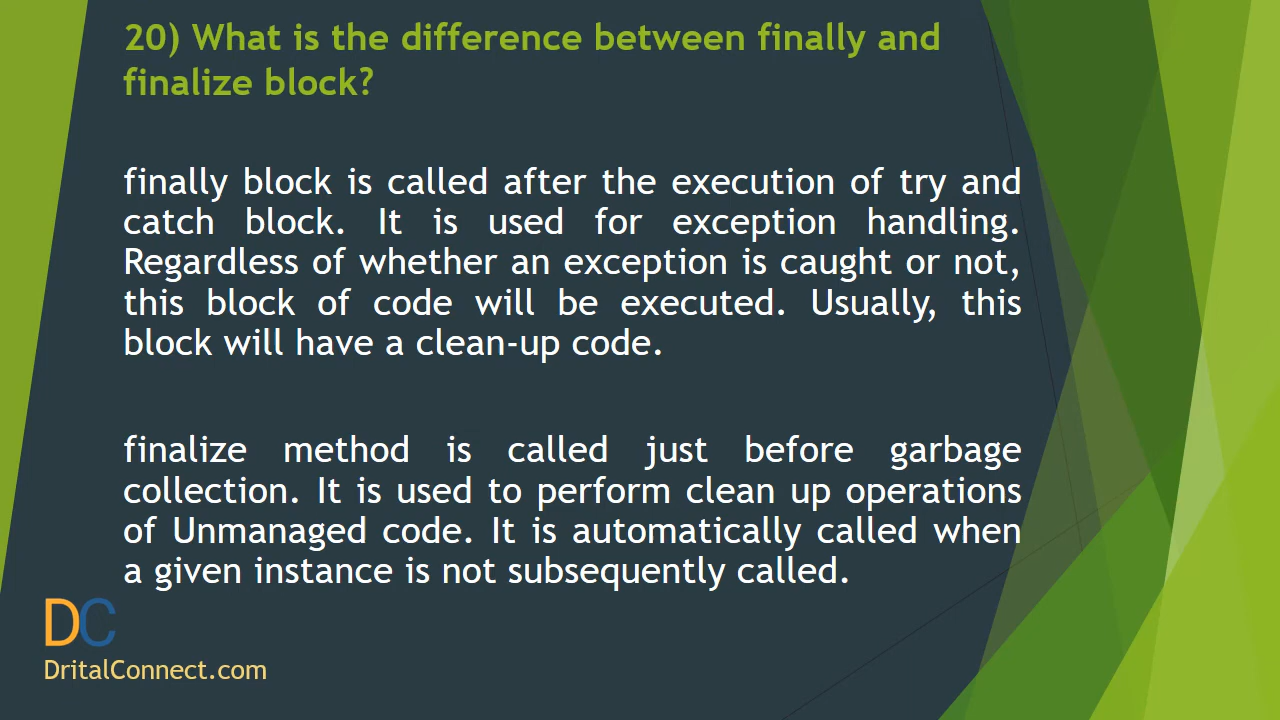 20) What is the difference between finally and
finalize block?
finally block is called after the execution of try and
catch block. It is used for exception handling.
Regardless of whether an exception is caught or not,
this block of code will be executed. Usually, this
block will have a clean-up code.
finalize method is called just before garbage
collection. It is used to perform clean up operations
of Unmanaged code. It is automatically called when
a given instance is not subsequently called.
DC
DritalConnect.com